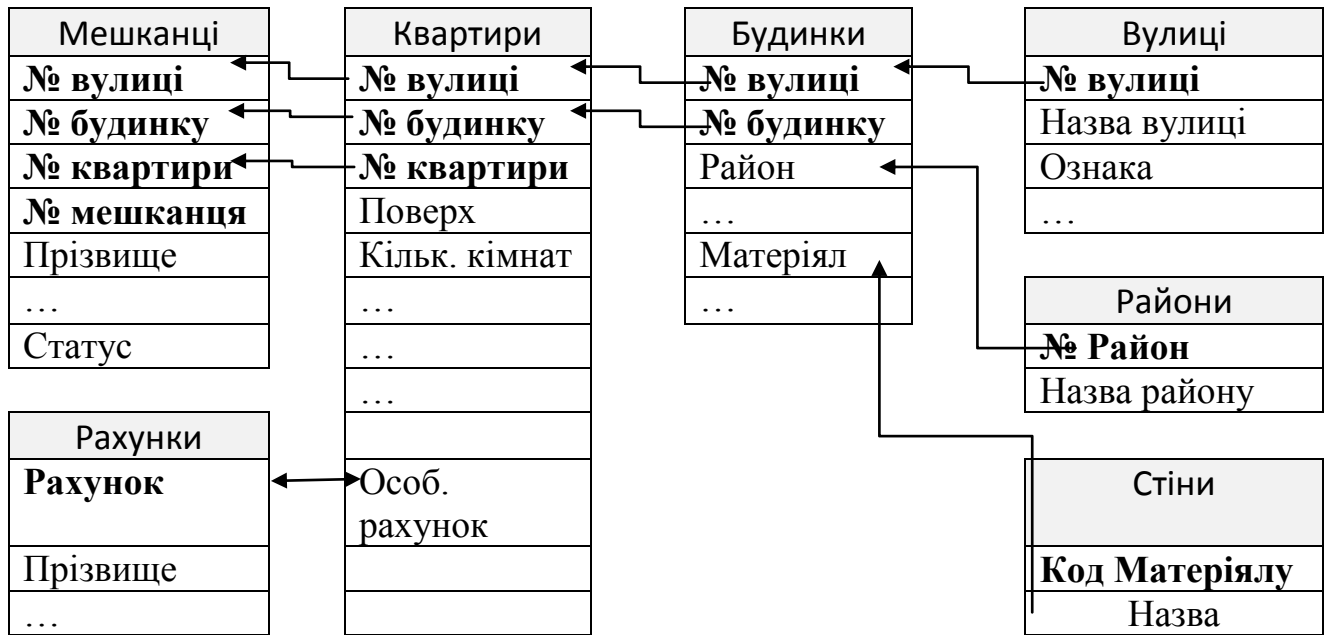 Мешканці
№ вулиці
№ будинку
№ квартири
№ мешканця
Прізвище
…
Статус
Рахунки
Рахунок
Прізвище
…
Квартири
№ вулиці
№ будинку
№ квартири
Поверх
Кільк. кімнат
…
…
…
Особ.
рахунок
Будинки
№ вулиці
№ будинку
Район
…
Матеріял
…
Вулиці
№ вулиці
Назва вулиці
Ознака
…
Райони
№ Район
Назва району
Стіни
Код Матеріялу
Назва